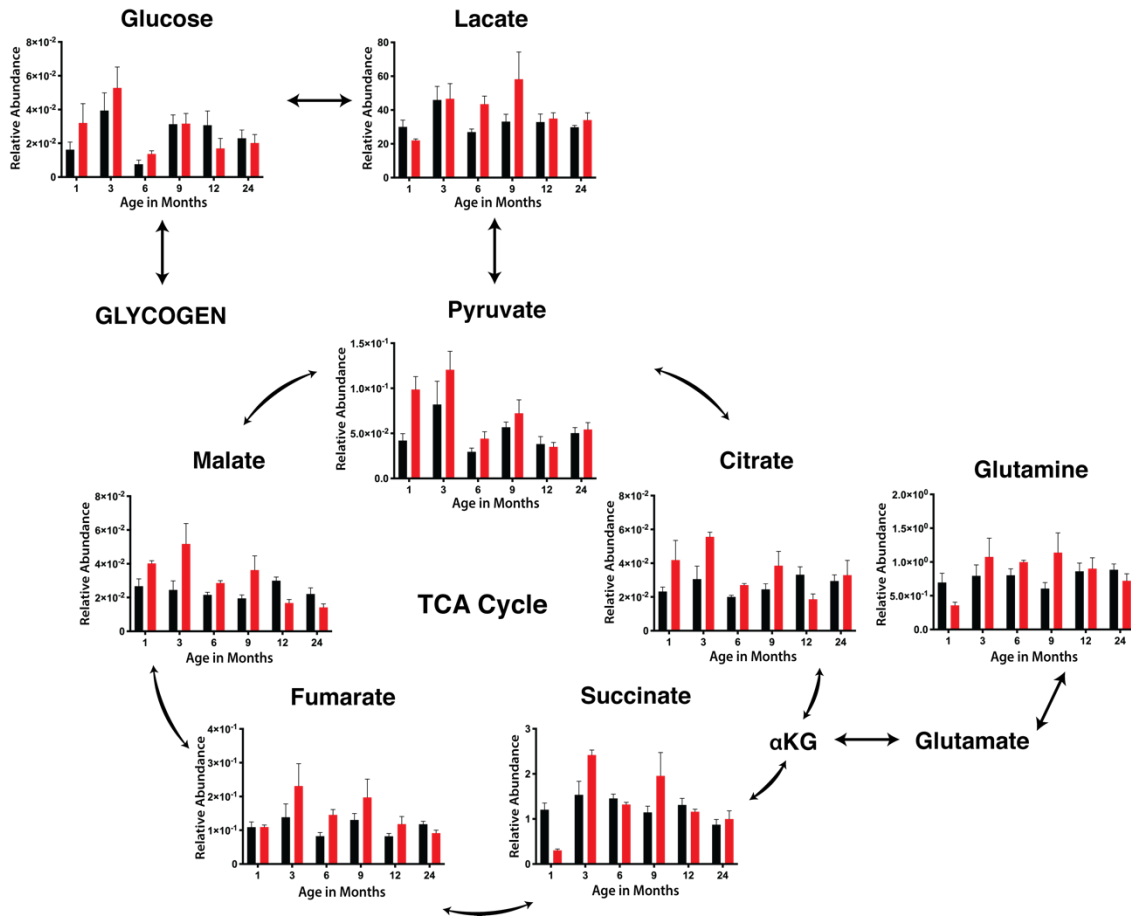 Glucose
Relative Abundance
8×10⁻²
6×10⁻²
4×10⁻²
2×10⁻²
0
1 3 6 9 12 24
Age in Months
Lacate
Relative Abundance
80
60
40
20
0
1 3 6 9 12 24
Age in Months
GLYCOGEN
Pyruvate
Relative Abundance
1.5×10⁻¹
1.0×10⁻¹
5.0×10⁻²
0.0
1 3 6 9 12 24
Age in Months
Malate
Relative Abundance
8×10⁻²
6×10⁻²
4×10⁻²
2×10⁻²
0
1 3 6 9 12 24
Age in Months
TCA Cycle
Citrate
Relative Abundance
8×10⁻²
6×10⁻²
4×10⁻²
2×10⁻²
0
1 3 6 9 12 24
Age in Months
Glutamine
Relative Abundance
2.0×10⁰
1.5×10⁰
1.0×10⁰
5.0×10⁻¹
0.0
1 3 6 9 12 24
Age in Months
Fumarate
Relative Abundance
4×10⁻¹
3×10⁻¹
2×10⁻¹
1×10⁻¹
0
1 3 6 9 12 24
Age in Months
Succinate
Relative Abundance
3
2
1
0
1 3 6 9 12 24
Age in Months
αKG
Glutamate